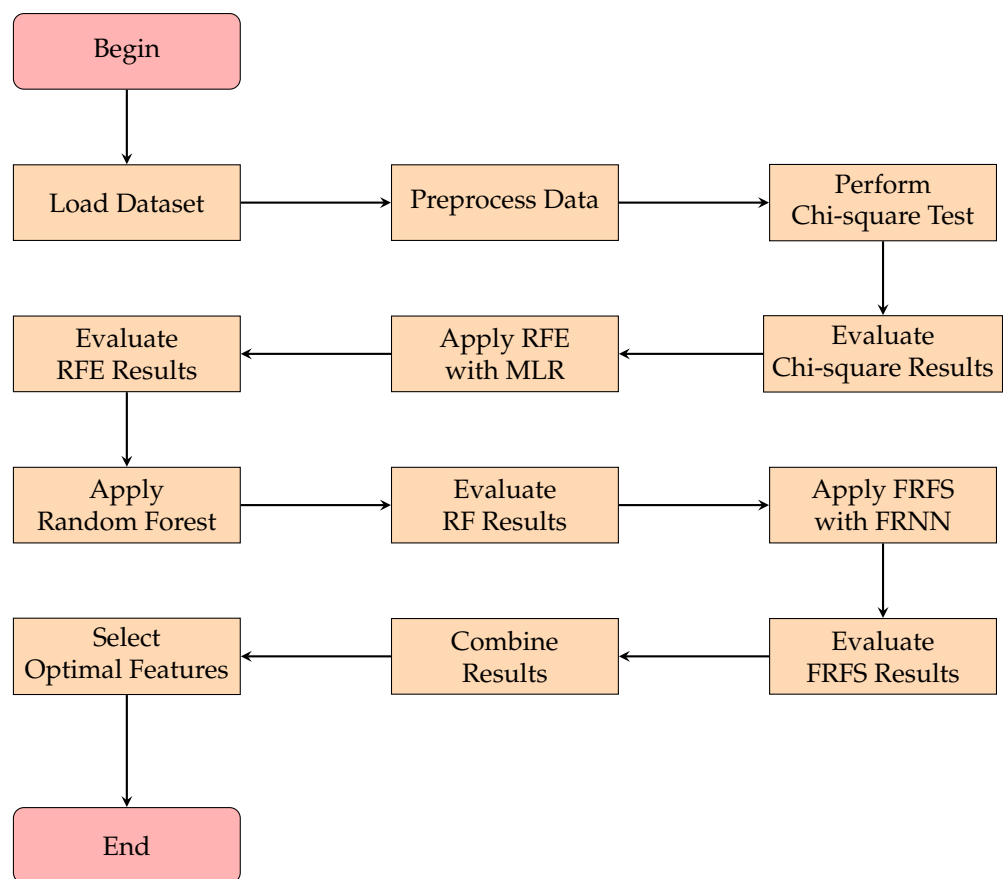 Begin
Load Dataset
Preprocess Data
Perform
Chi-square Test
Evaluate
Chi-square Results
Apply RFE
with MLR
Evaluate
RFE Results
Apply
Random Forest
Evaluate
RF Results
Apply FRFS
with FRNN
Evaluate
FRFS Results
Combine
Results
Select
Optimal Features
End